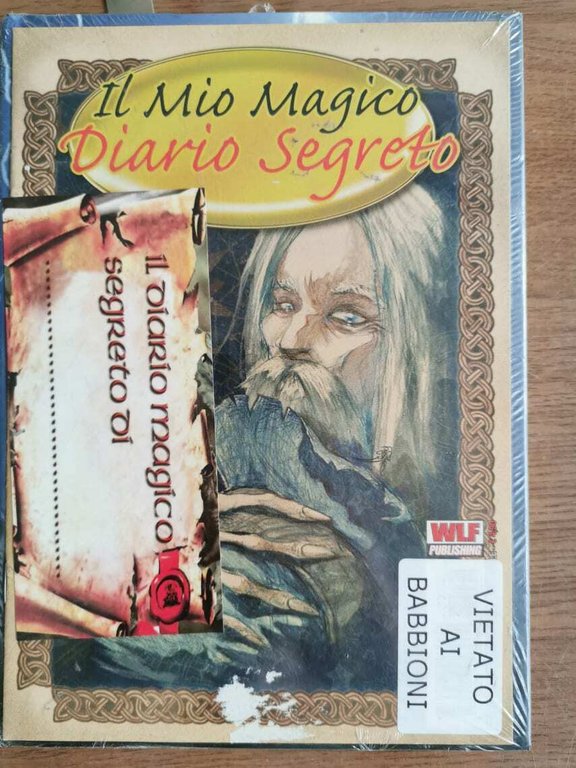 Il Mio Magico
Diario Segreto
il diario magico
segreto di
WLF
PUBLISHING
VIETATO
AI
BABBIONI